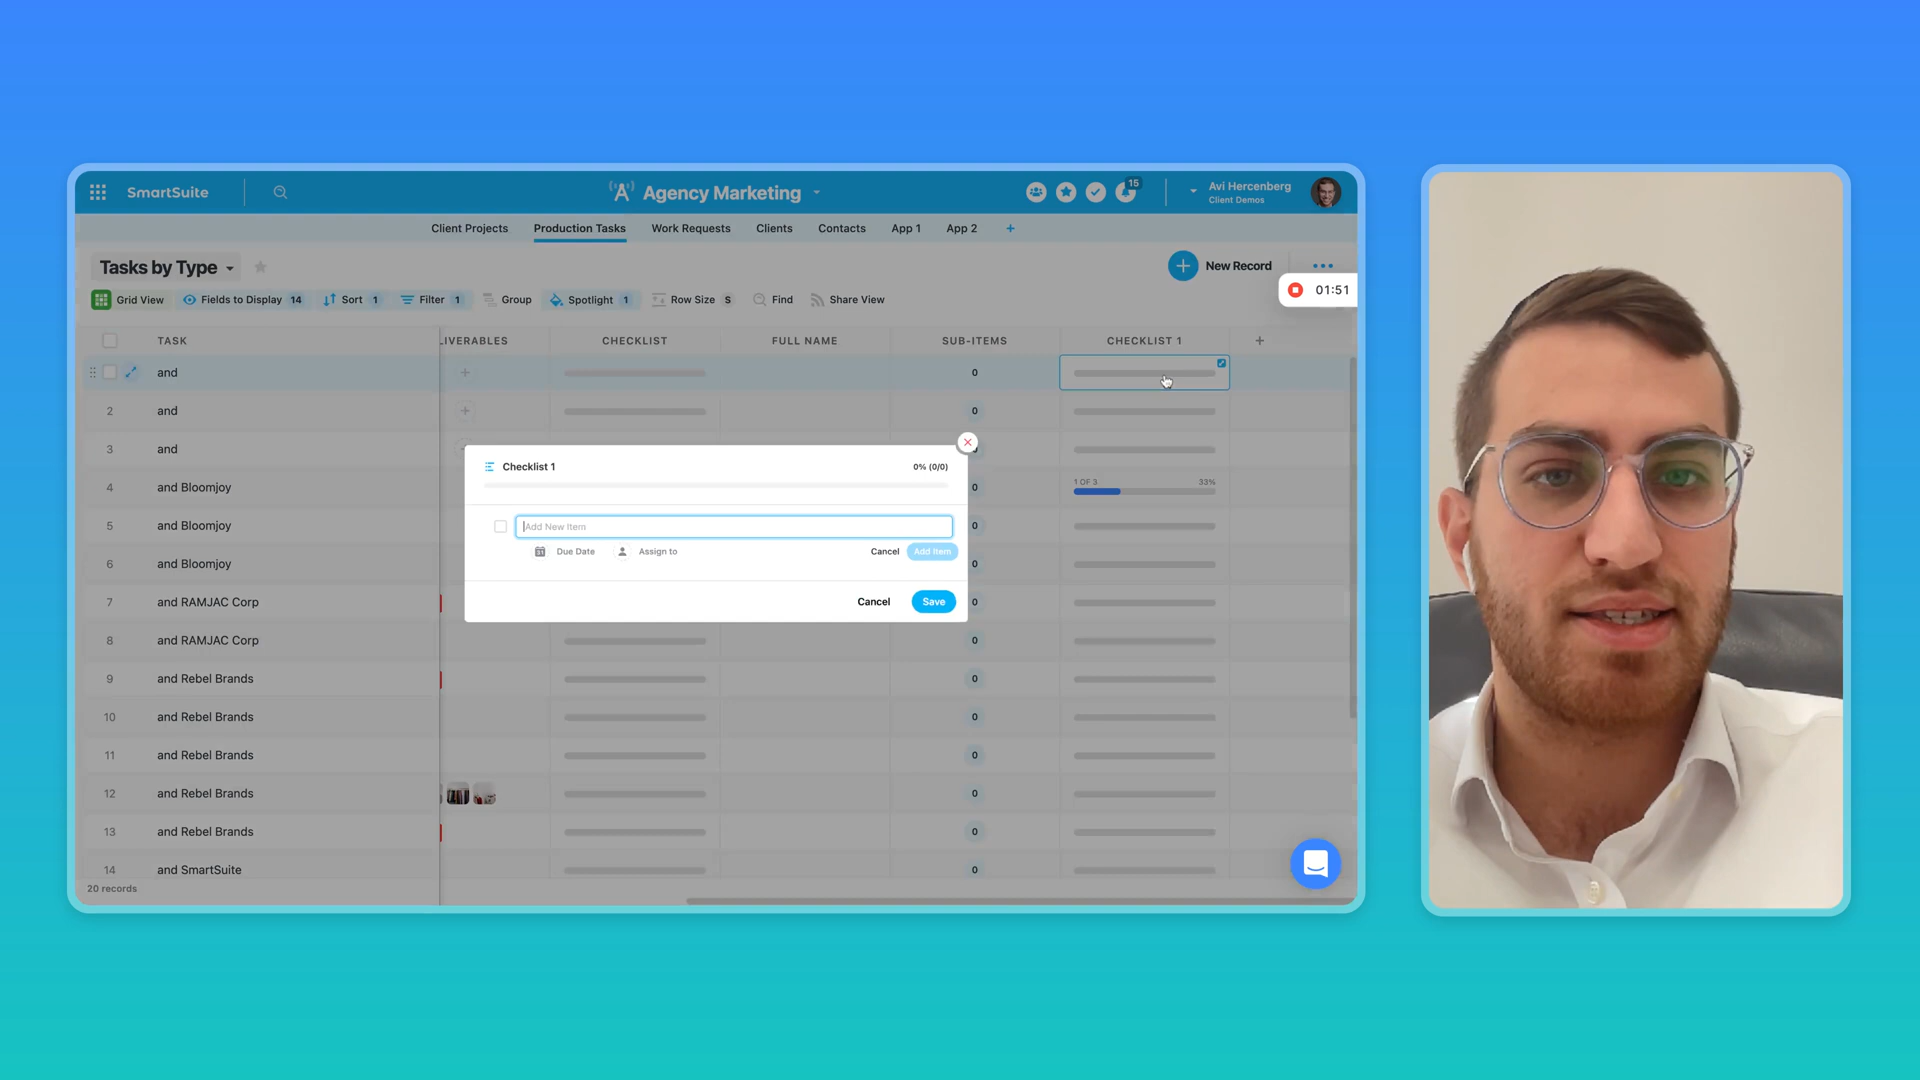 SmartSuite
Agency Marketing
15
Avi Hercenberg
Client Demos
Client Projects
Production Tasks
Work Requests
Clients
Contacts
App 1
App 2
+
Tasks by Type
New Record
01:51
Grid View
Fields to Display 14
Sort 1
Filter 1
Group
Spotlight 1
Row Size S
Find
Share View
TASK
LIVERABLES
CHECKLIST
FULL NAME
SUB-ITEMS
CHECKLIST 1
+
and
+
0
2
and
+
0
3
and
4
and Bloomjoy
0
1 OF 3
33%
5
and Bloomjoy
0
6
and Bloomjoy
0
7
and RAMJAC Corp
0
8
and RAMJAC Corp
0
9
and Rebel Brands
0
10
and Rebel Brands
0
11
and Rebel Brands
0
12
and Rebel Brands
0
13
and Rebel Brands
0
14
and SmartSuite
0
20 records
Checklist 1
0% (0/0)
Add New Item
31
Due Date
Assign to
Cancel
Add Item
Cancel
Save